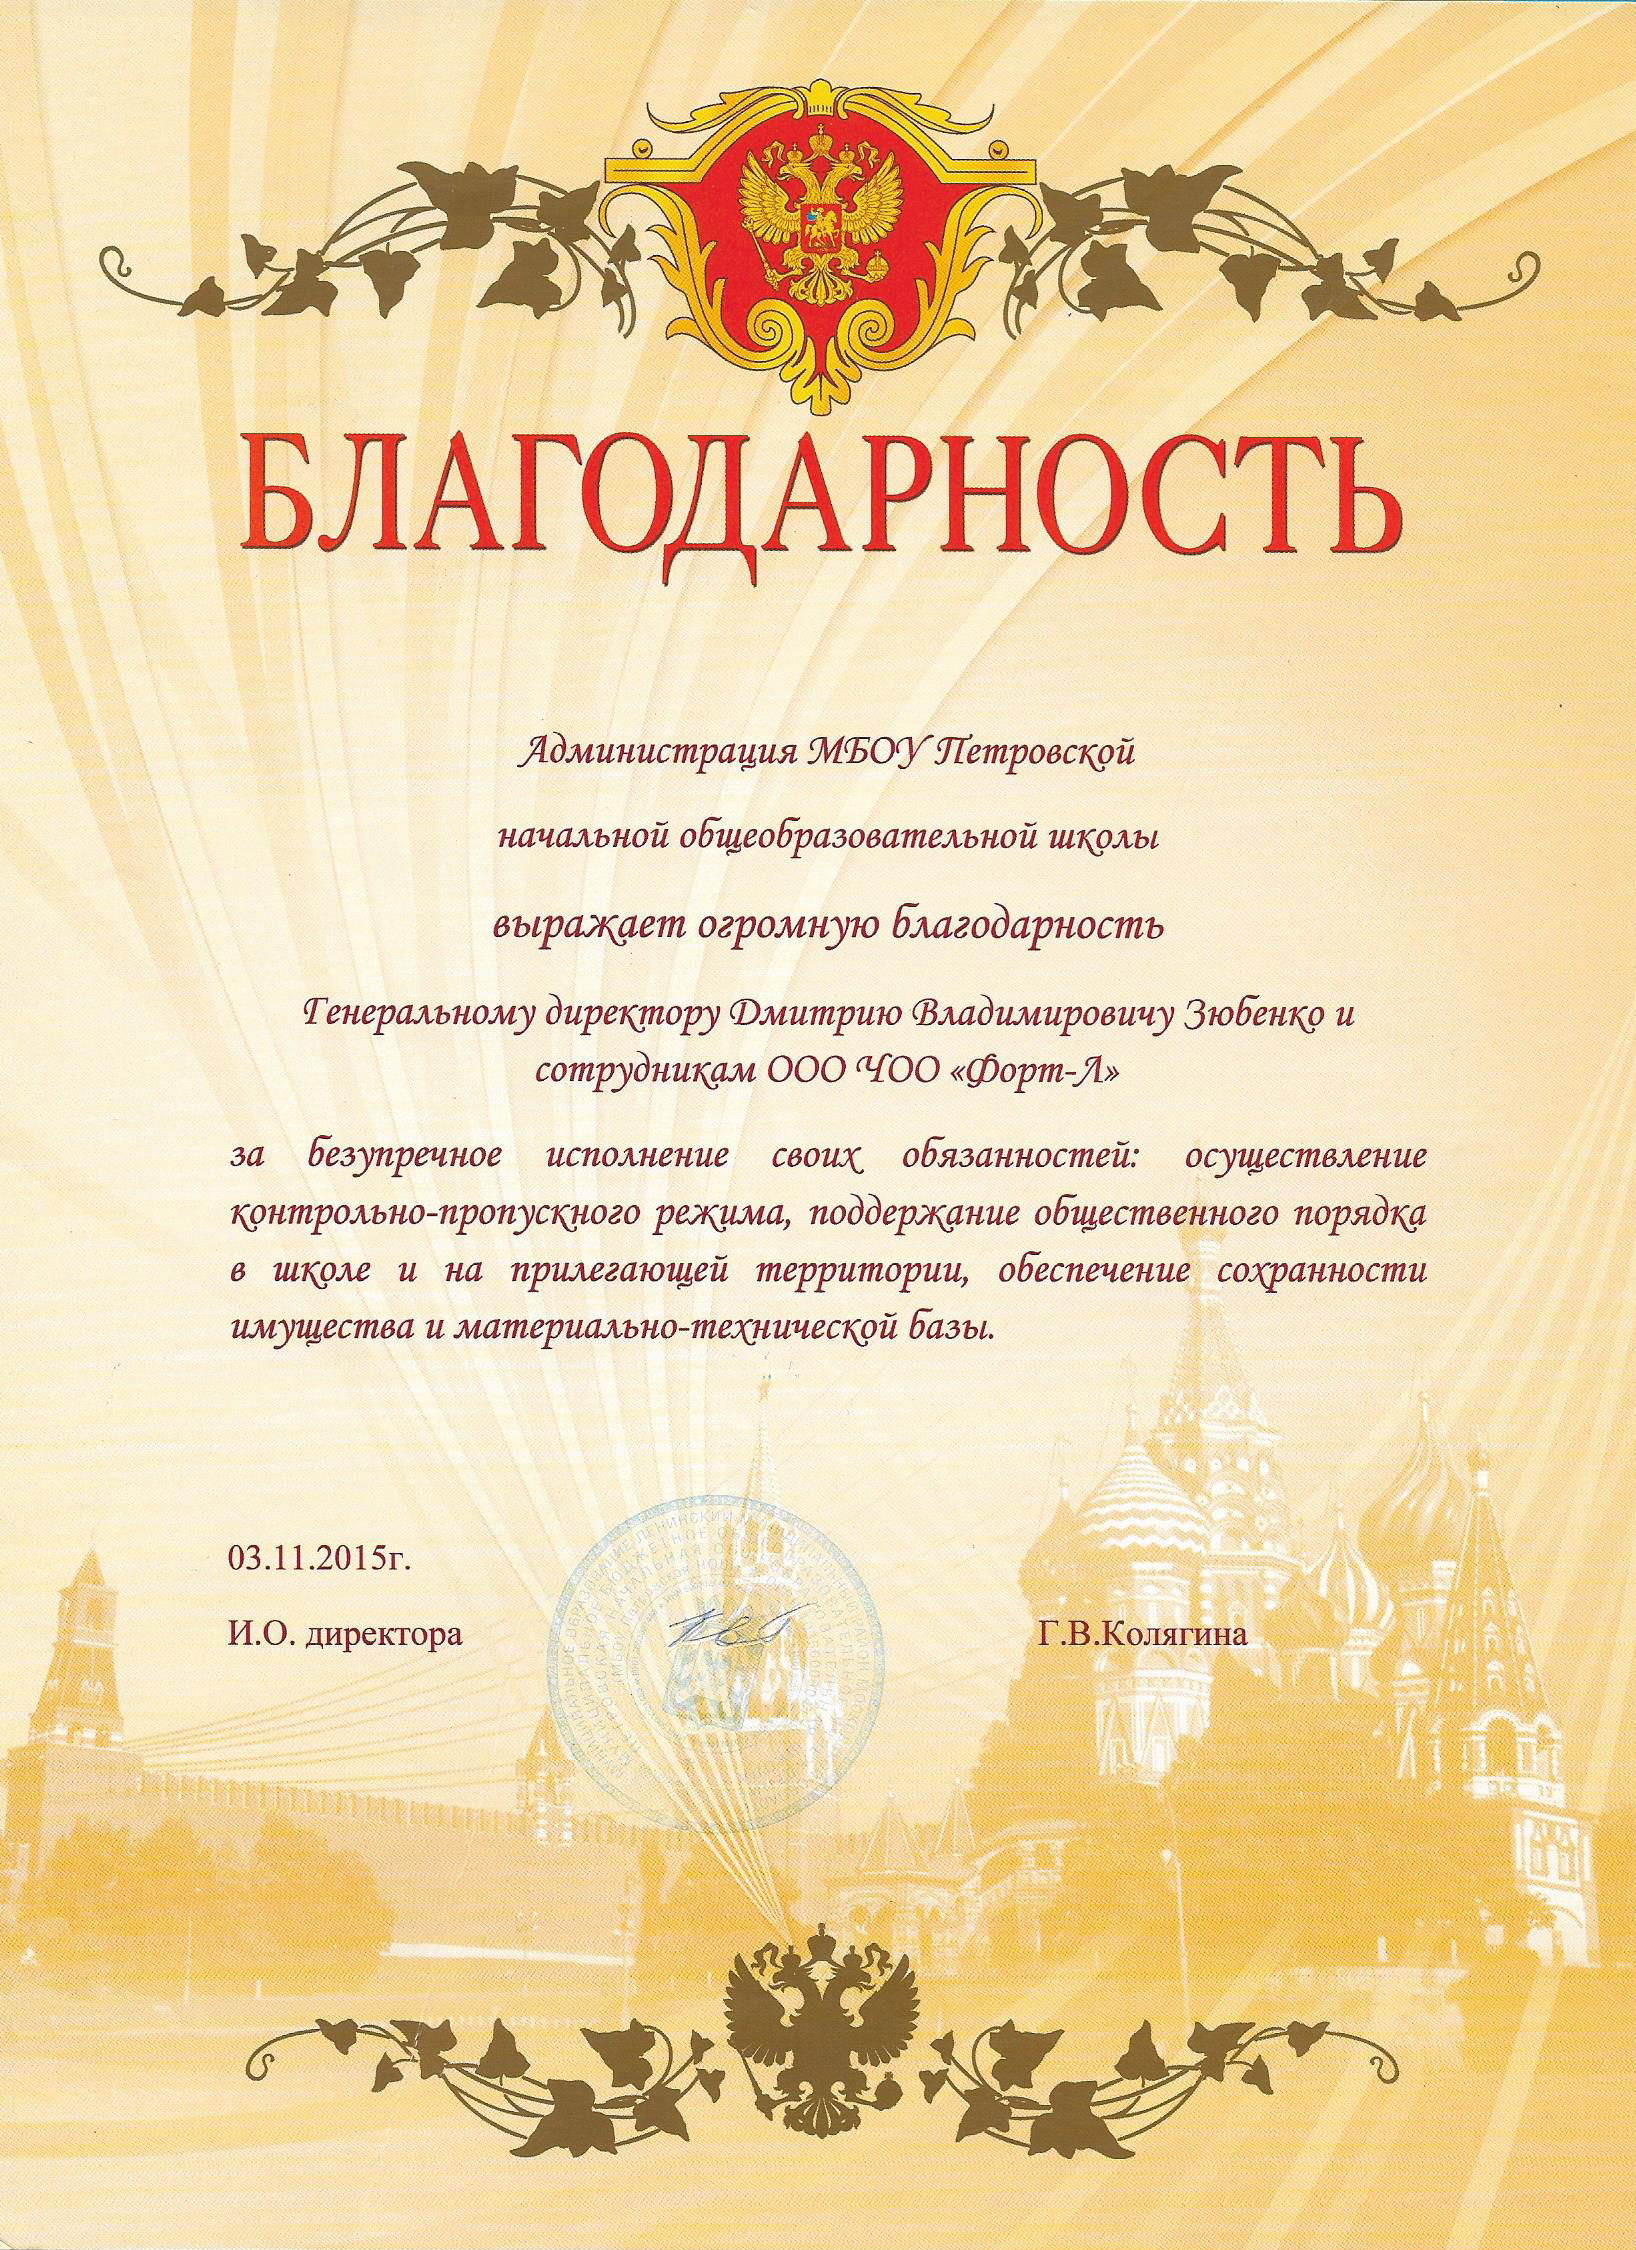 БЛАГОДАРНОСТЬ
Администрация МБОУ Петровской
начальной общеобразовательной школы
выражает огромную благодарность
Генеральному директору Дмитрию Владимировичу Зюбенко и
сотрудникам ООО ЧОО «Форт-Л»
за безупречное исполнение своих обязанностей: осуществление
контрольно-пропускного режима, поддержание общественного порядка
в школе и на прилегающей территории, обеспечение сохранности
имущества и материально-технической базы.
03.11.2015г.
И.О. директора
Г.В.Колягина